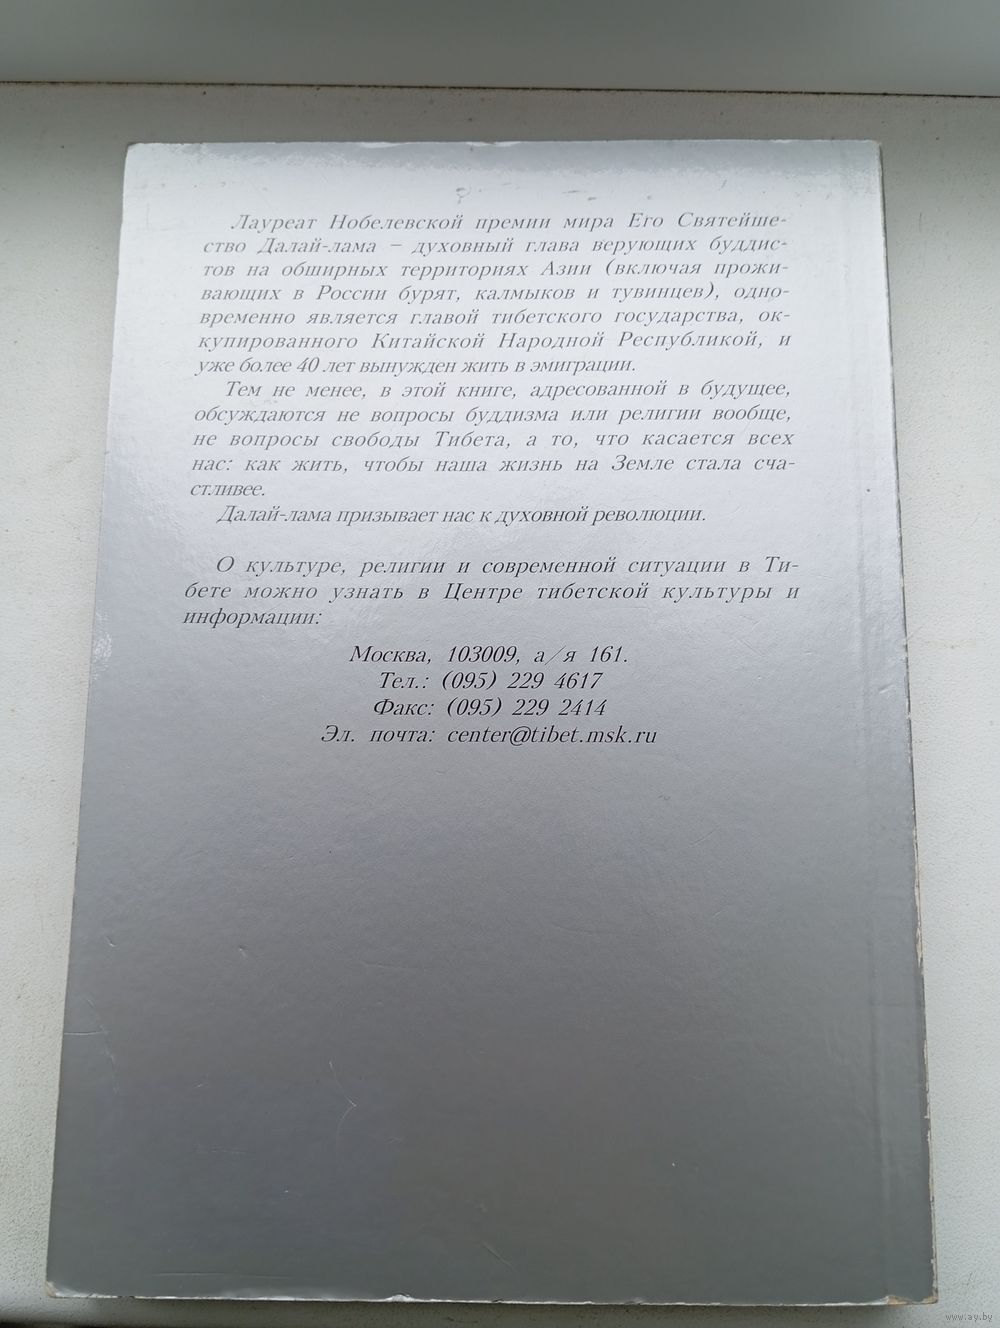 Лауреат Нобелевской премии мира Его Святейше-
ство Далай-лама – духовный глава верующих буддис-
тов на обширных территориях Азии (включая прожи-
вающих в России бурят, калмыков и тувинцев), одно-
временно является главой тибетского государства, ок-
купированного Китайской Народной Республикой, и
уже более 40 лет вынужден жить в эмиграции.
Тем не менее, в этой книге, адресованной в будущее,
обсуждаются не вопросы буддизма или религии вообще,
не вопросы свободы Тибета, а то, что касается всех
нас: как жить, чтобы наша жизнь на Земле стала сча-
стливее.
Далай-лама призывает нас к духовной революции.
О культуре, религии и современной ситуации в Ти-
бете можно узнать в Центре тибетской культуры и
информации:
Москва, 103009, а/я 161.
Тел.: (095) 229 4617
Факс: (095) 229 2414
Эл. почта: center@tibet.msk.ru
www.ay.by